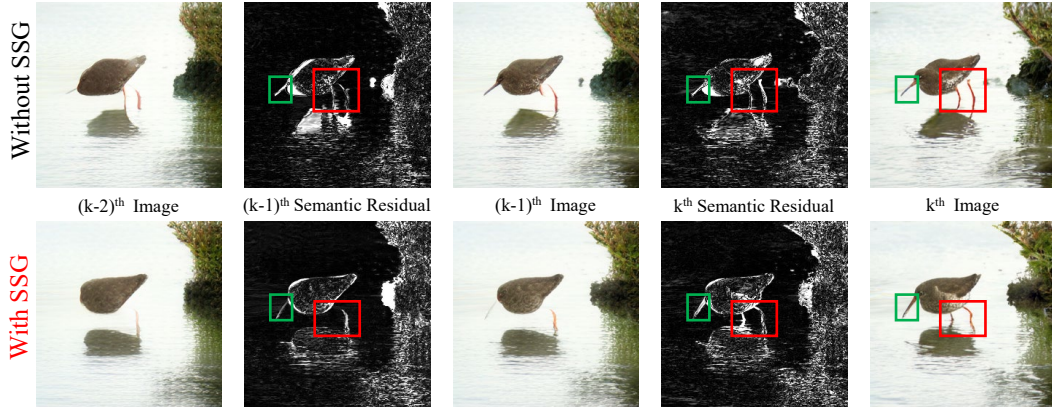 Without SSG
(k-2)th Image
(k-1)th Semantic Residual
(k-1)th Image
kth Semantic Residual
kth Image
With SSG